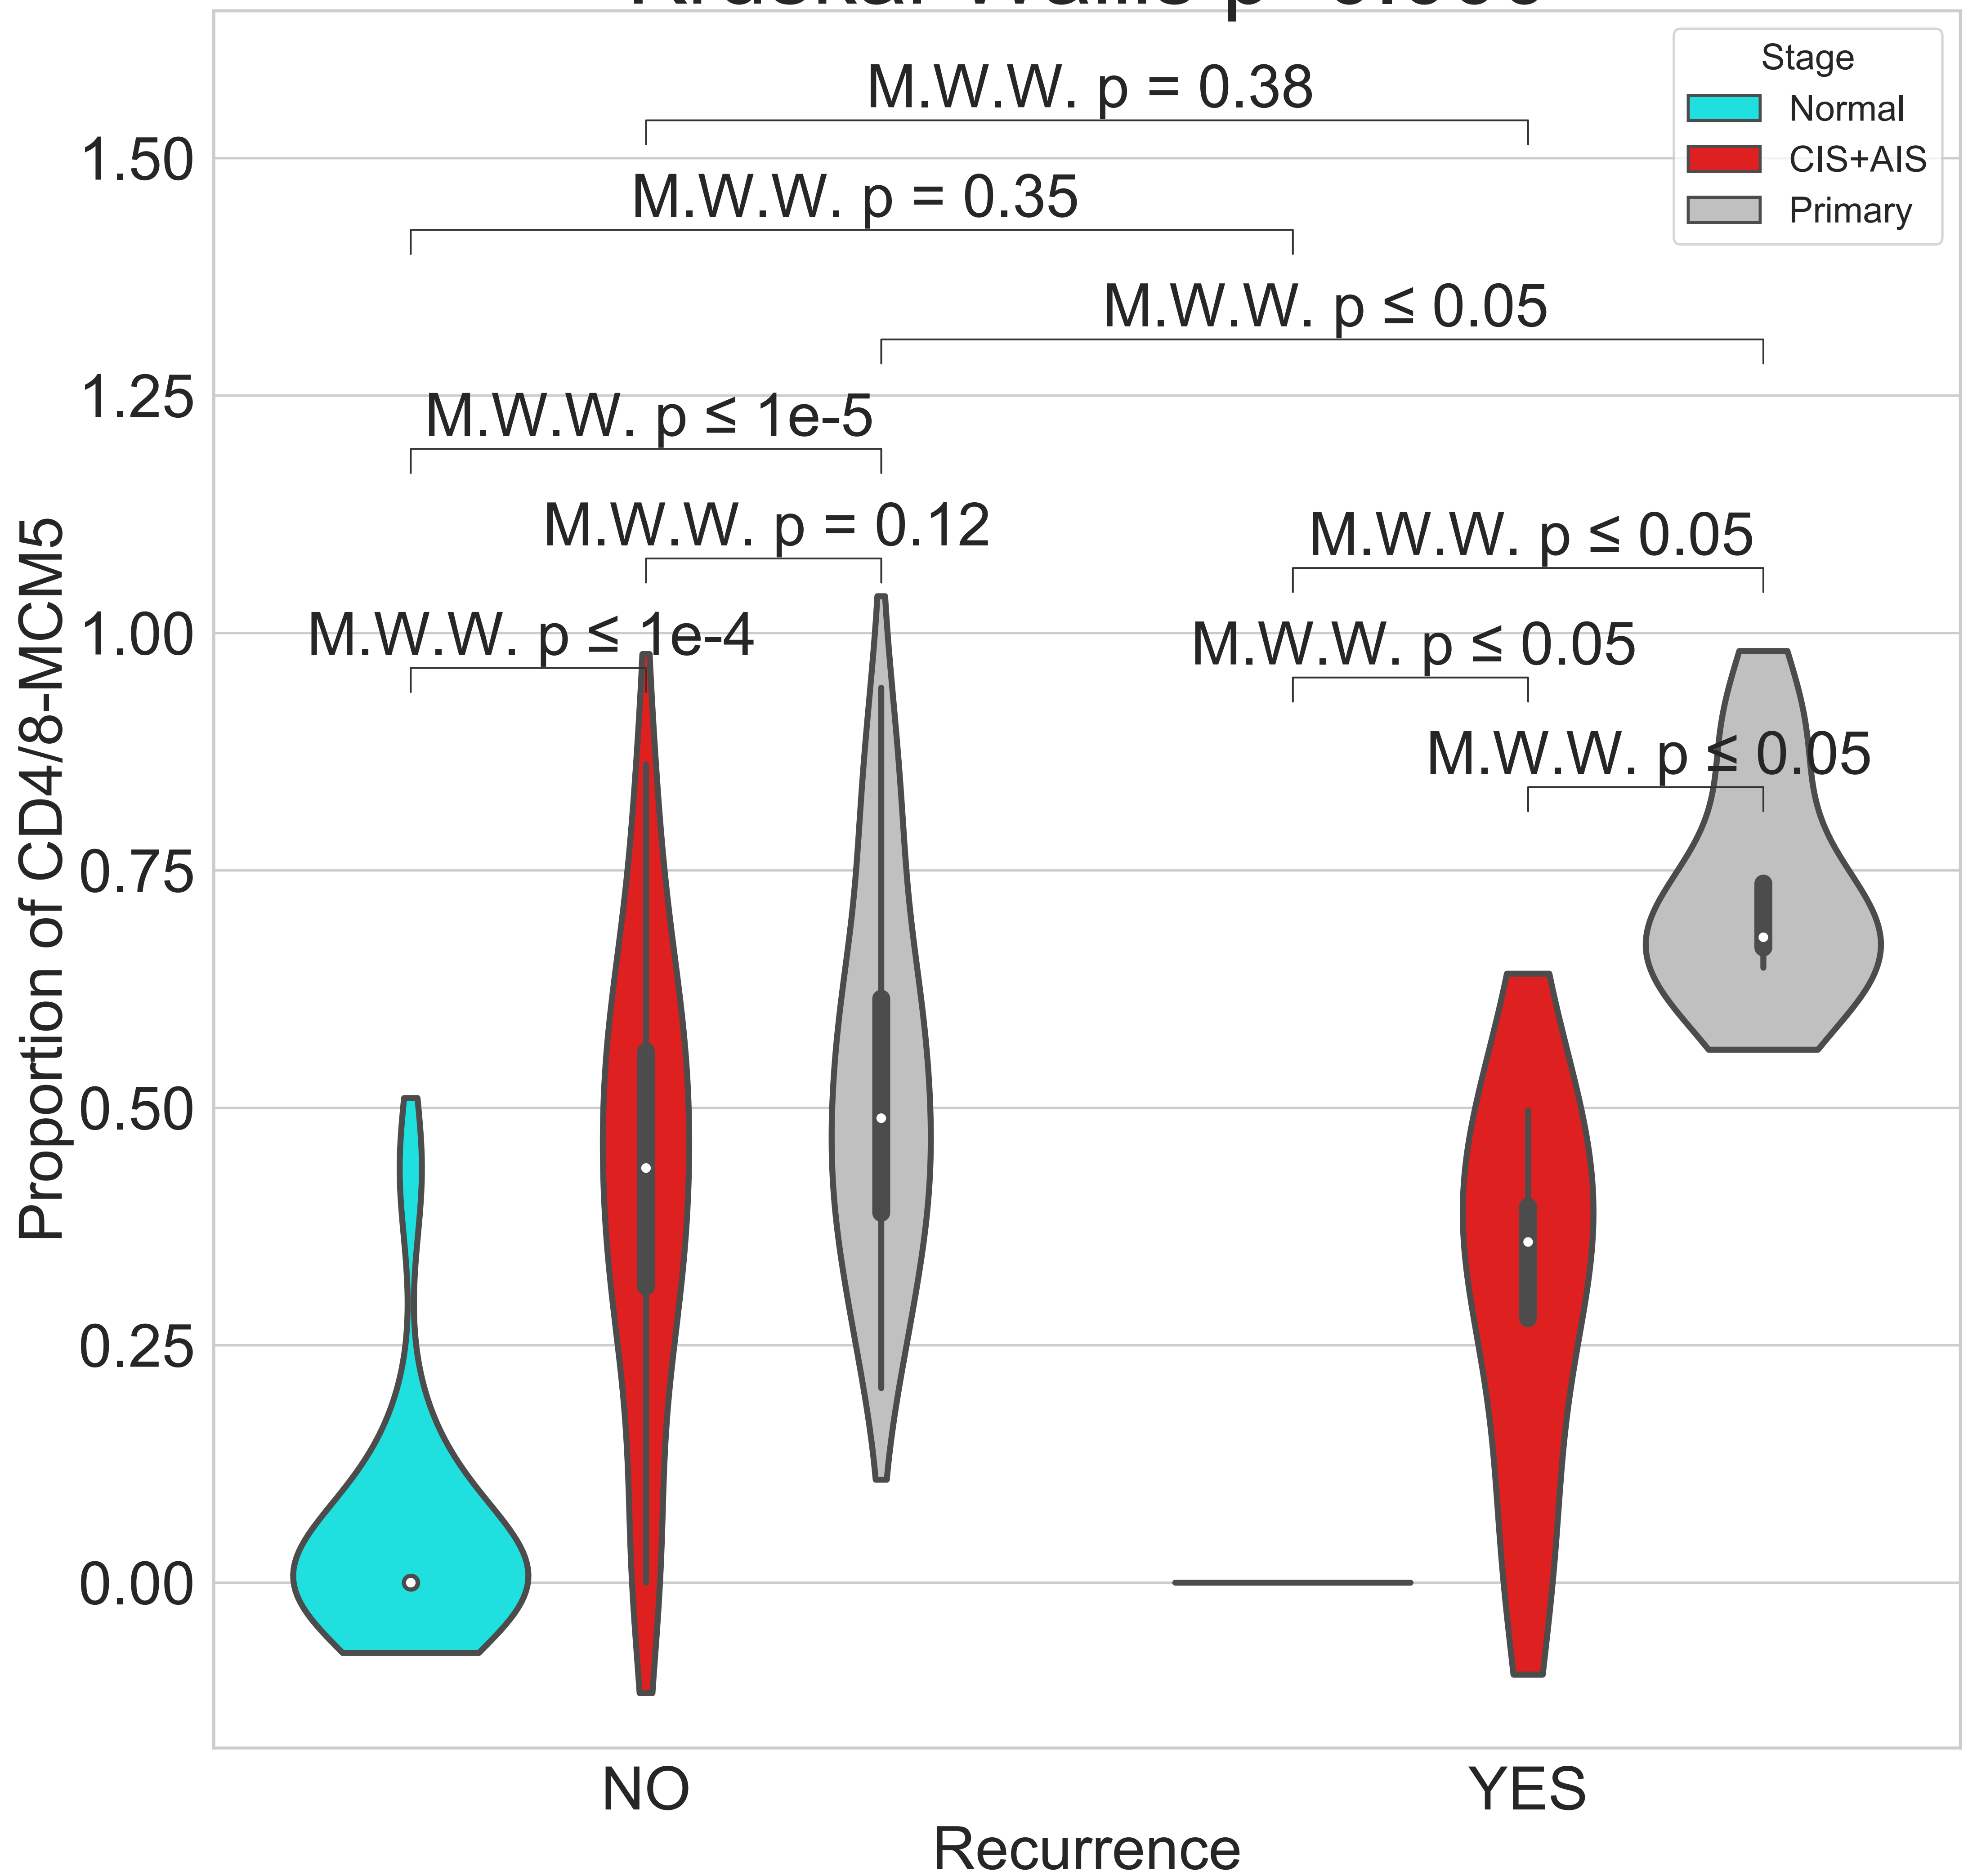 Stage
Normal
CIS+AIS
Primary
M.W.W. p = 0.38
M.W.W. p = 0.35
M.W.W. p ≤ 0.05
M.W.W. p ≤ 1e-5
M.W.W. p = 0.12
M.W.W. p ≤ 0.05
M.W.W. p ≤ 1e-4
M.W.W. p ≤ 0.05
M.W.W. p ≤ 0.05
Proportion of CD4/8-MCM5
1.50
1.25
1.00
0.75
0.50
0.25
0.00
NO
YES
Recurrence